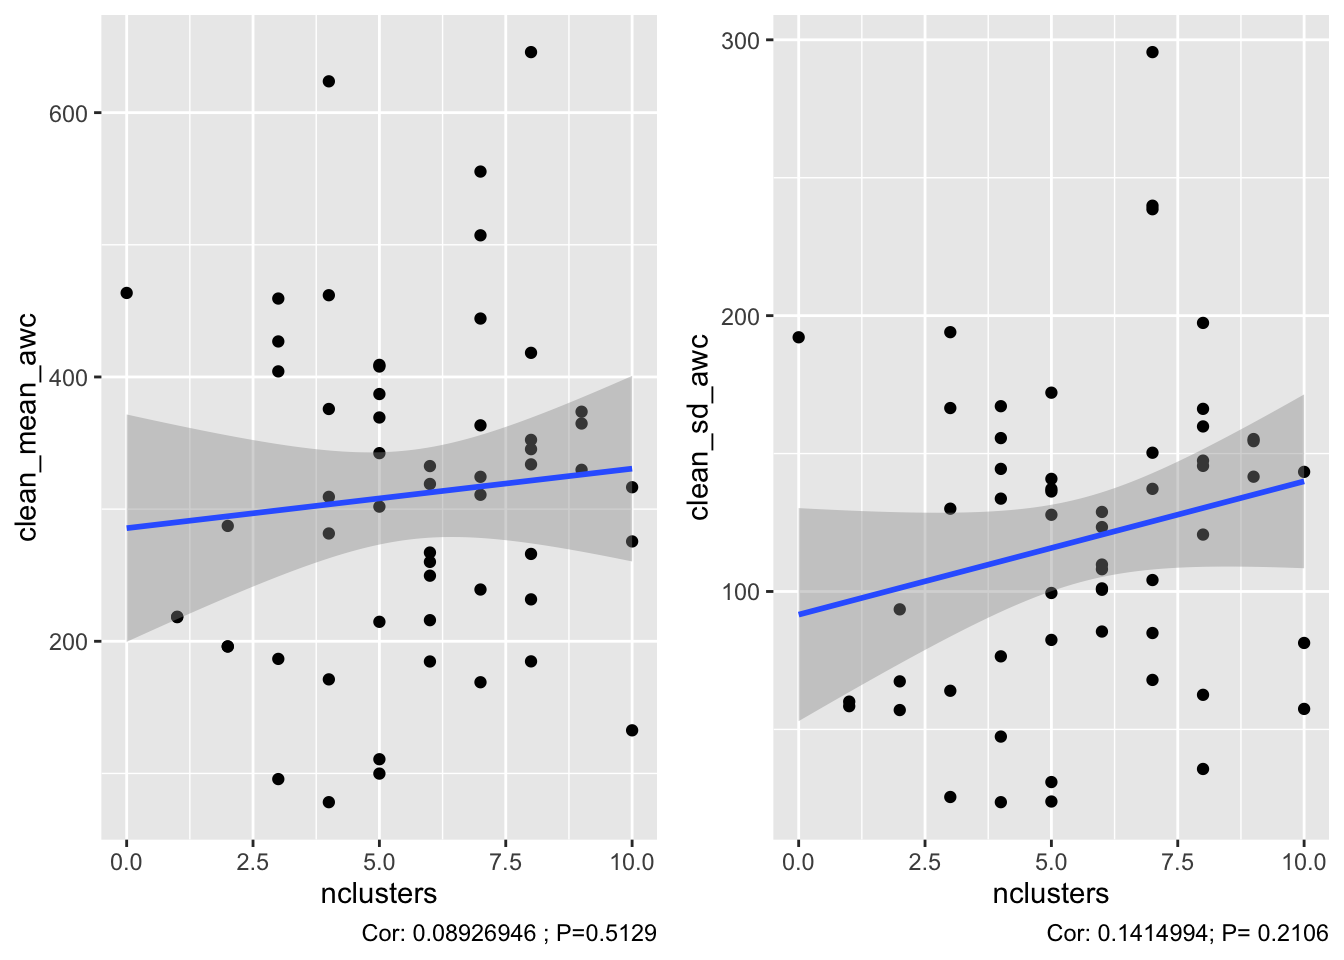 clean_mean_awc
600
400
200
0.0 2.5 5.0 7.5 10.0
nclusters
Cor: 0.08926946 ; P=0.5129
clean_sd_awc
300
200
100
0.0 2.5 5.0 7.5 10.0
nclusters
Cor: 0.1414994; P= 0.2106